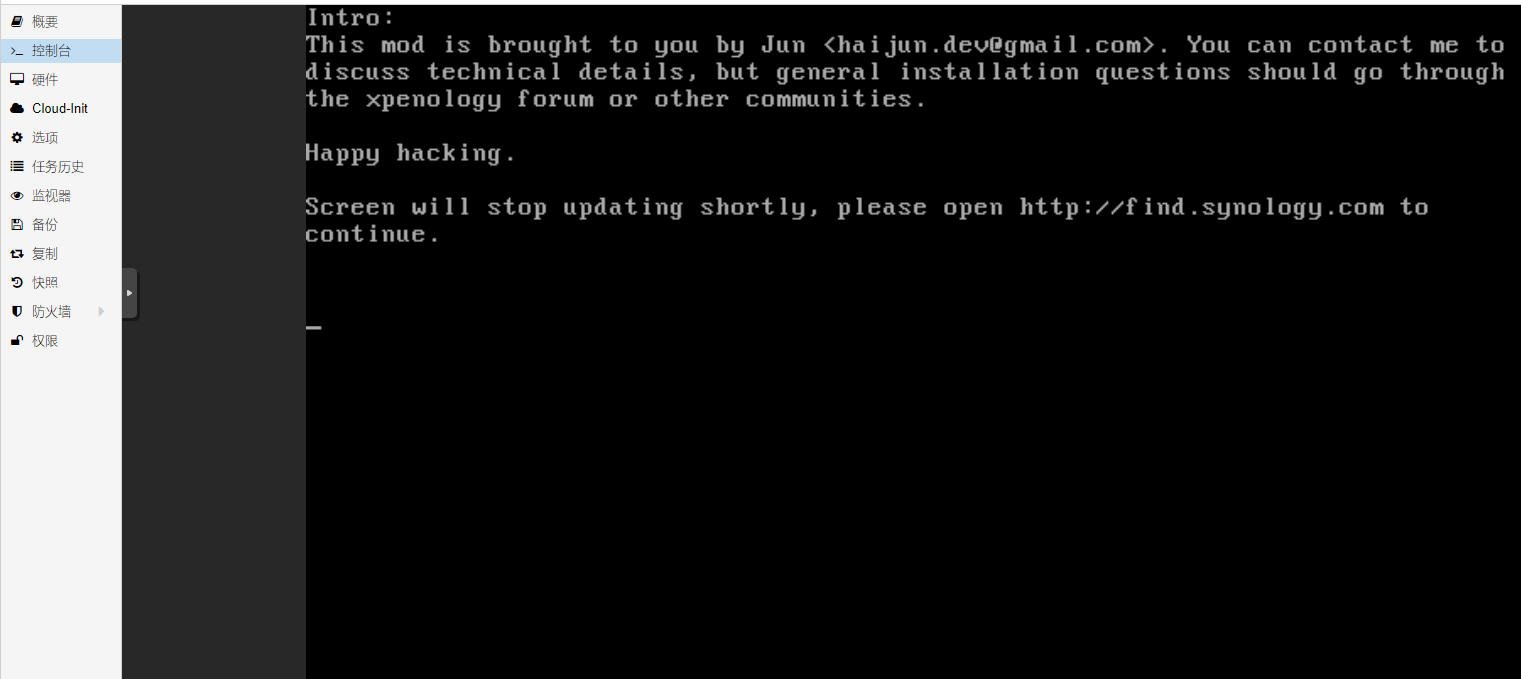 概要
控制台
硬件
Cloud-Init
选项
任务历史
监视器
备份
复制
快照
防火墙
权限
Intro:
This mod is brought to you by Jun <haijun.dev@gmail.com>. You can contact me to
discuss technical details, but general installation questions should go through
the xpenology forum or other communities.
Happy hacking.
Screen will stop updating shortly, please open http://find.synology.com to
continue.